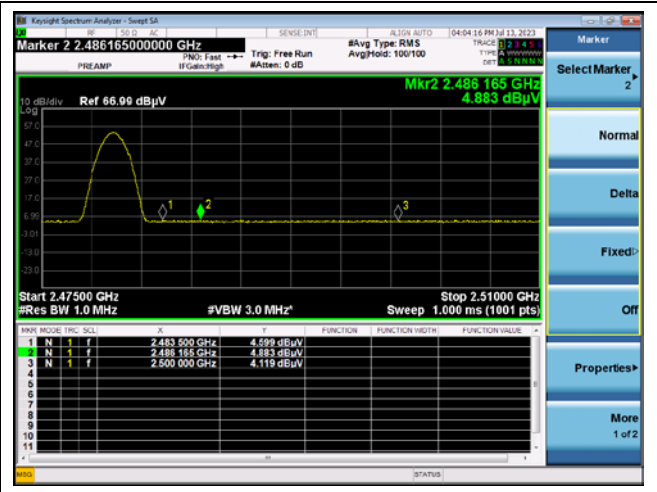 Keysight Spectrum Analyzer - Swept SA
RF 50 Ω AC SENSE:INT ALIGN AUTO 04:04:16 PM Jul 13, 2023
Marker 2 2.486165000000 GHz
#Avg Type: RMS
TRACE 1 2 3 4 5 6
PNO: Fast
Trig: Free Run
Avg|Hold: 100/100
TYPE A WWWWW
PREAMP
IFGain:High
#Atten: 0 dB
DET A S N N N N
Mkr2 2.486 165 GHz
10 dB/div Ref 66.99 dBµV
4.883 dBµV
Log
57.0
47.0
37.0
27.0
17.0
6.99
-3.01
-13.0
-23.0
1
2
3
Start 2.47500 GHz
Stop 2.51000 GHz
#Res BW 1.0 MHz
#VBW 3.0 MHz*
Sweep 1.000 ms (1001 pts)
MKR MODE TRC SCL X Y FUNCTION FUNCTION WIDTH FUNCTION VALUE
1 N 1 f 2.483 500 GHz 4.599 dBµV
2 N 1 f 2.486 165 GHz 4.883 dBµV
3 N 1 f 2.500 000 GHz 4.119 dBµV
4
5
6
7
8
9
10
11
MSG
STATUS
Marker
Select Marker
2
Normal
Delta
Fixed
Off
Properties
More
1 of 2